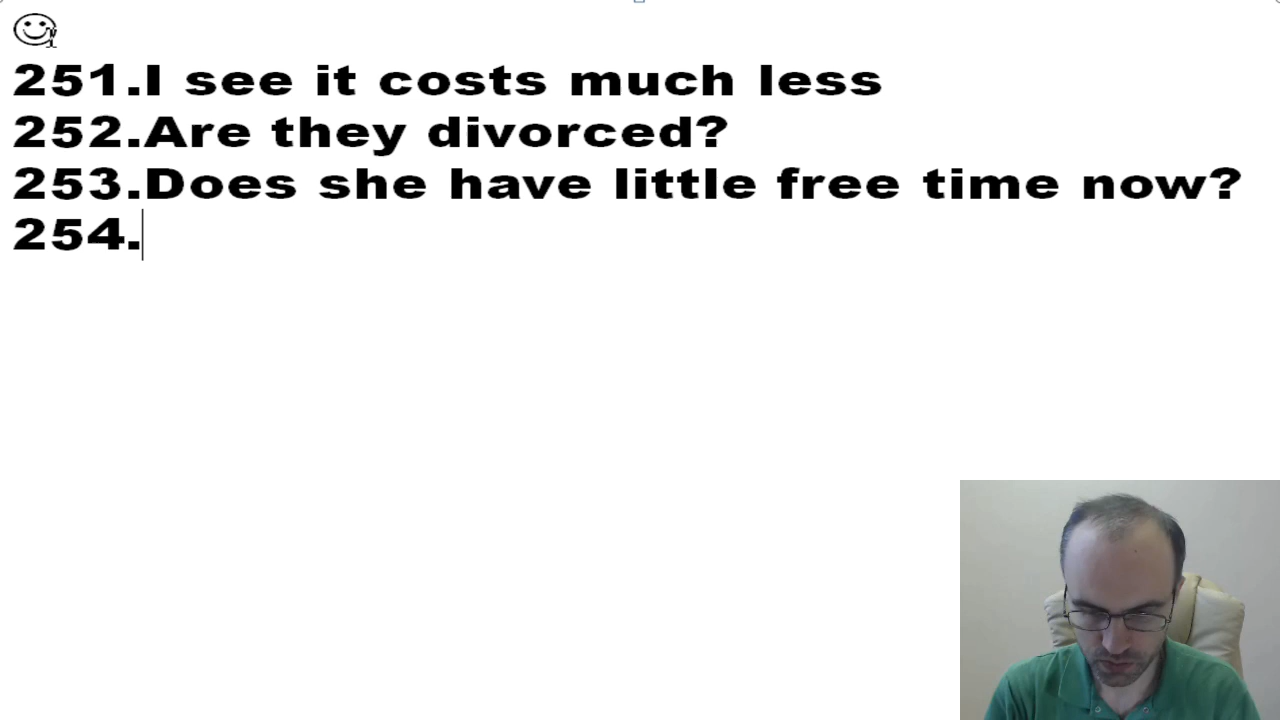 251.I see it costs much less
252.Are they divorced?
253.Does she have little free time now?
254.